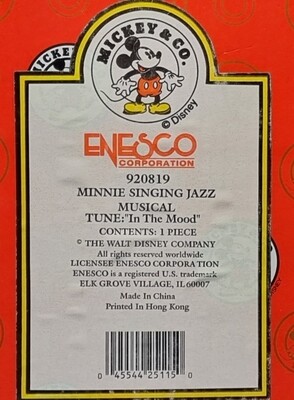 MICKEY & CO.
© Disney
ENESCO
CORPORATION
920819
MINNIE SINGING JAZZ
MUSICAL
TUNE:"In The Mood"
CONTENTS: 1 PIECE
© THE WALT DISNEY COMPANY
All rights reserved worldwide
LICENSEE ENESCO CORPORATION
ENESCO is a registered U.S. trademark
ELK GROVE VILLAGE, IL 60007
Made In China
Printed In Hong Kong
0 45544 25115 0